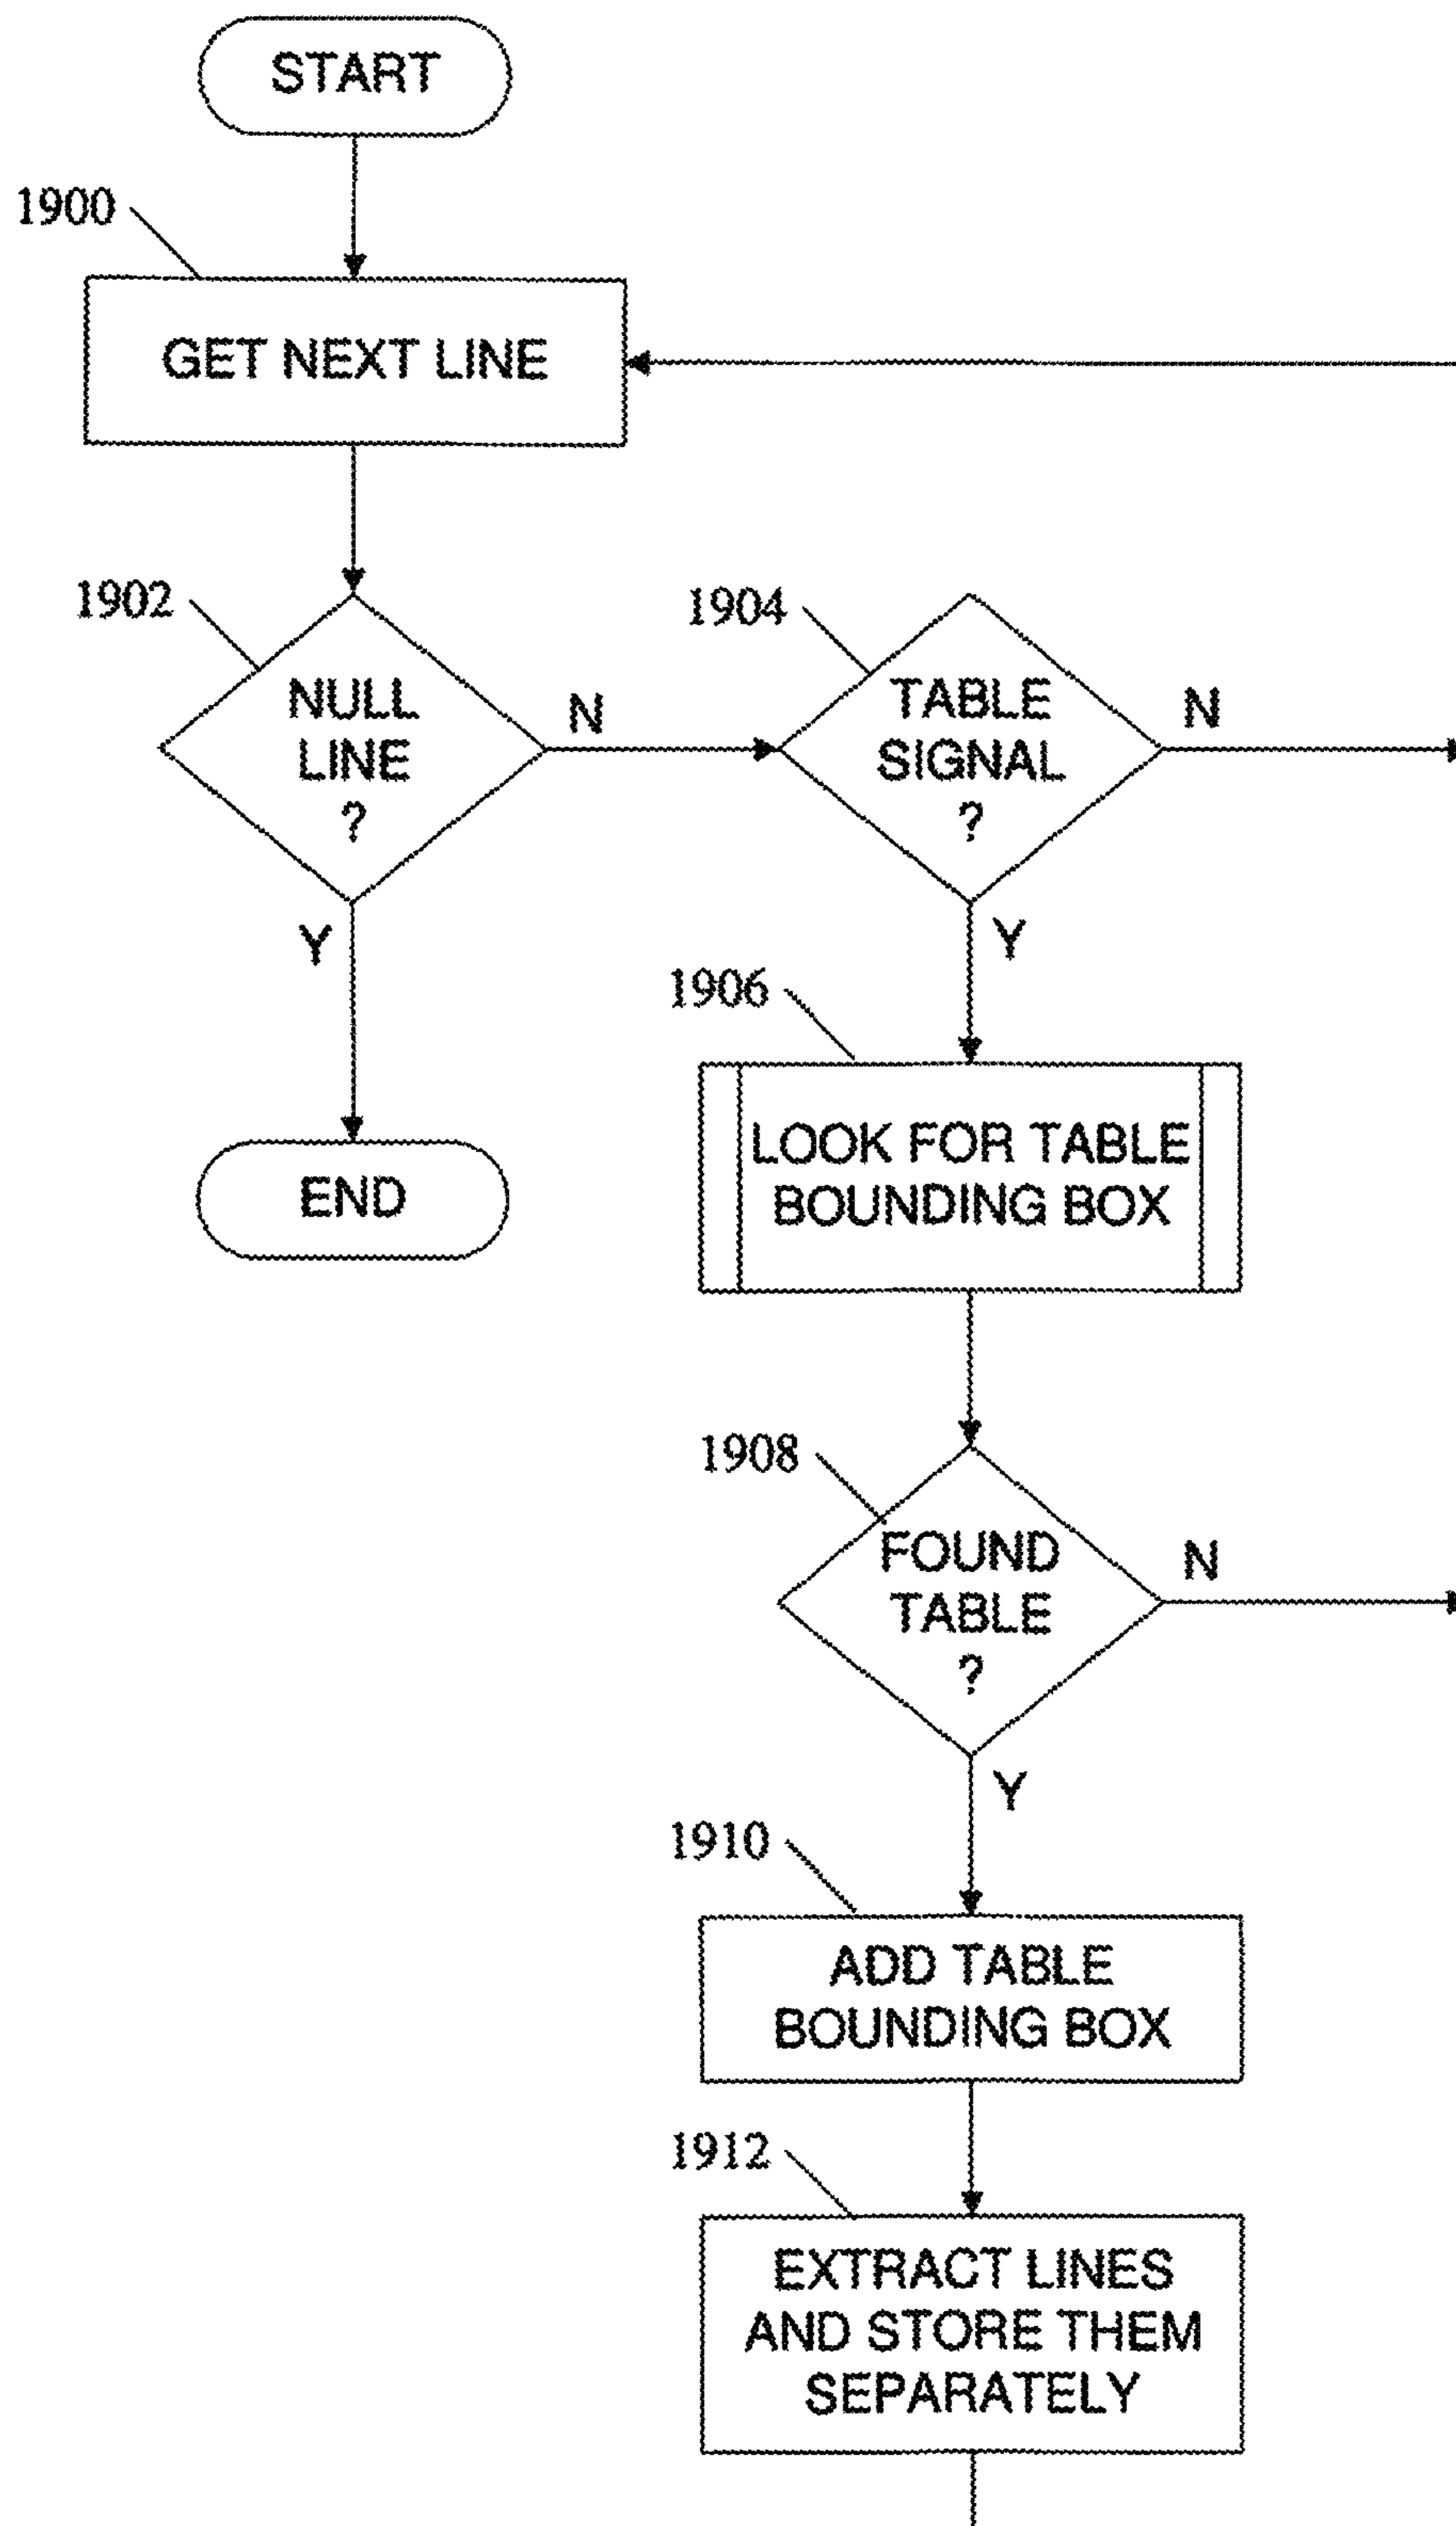 START
1900
GET NEXT LINE
1902
NULL
LINE
?
N
Y
END
1904
TABLE
SIGNAL
?
N
Y
1906
LOOK FOR TABLE
BOUNDING BOX
1908
FOUND
TABLE
?
N
Y
1910
ADD TABLE
BOUNDING BOX
1912
EXTRACT LINES
AND STORE THEM
SEPARATELY